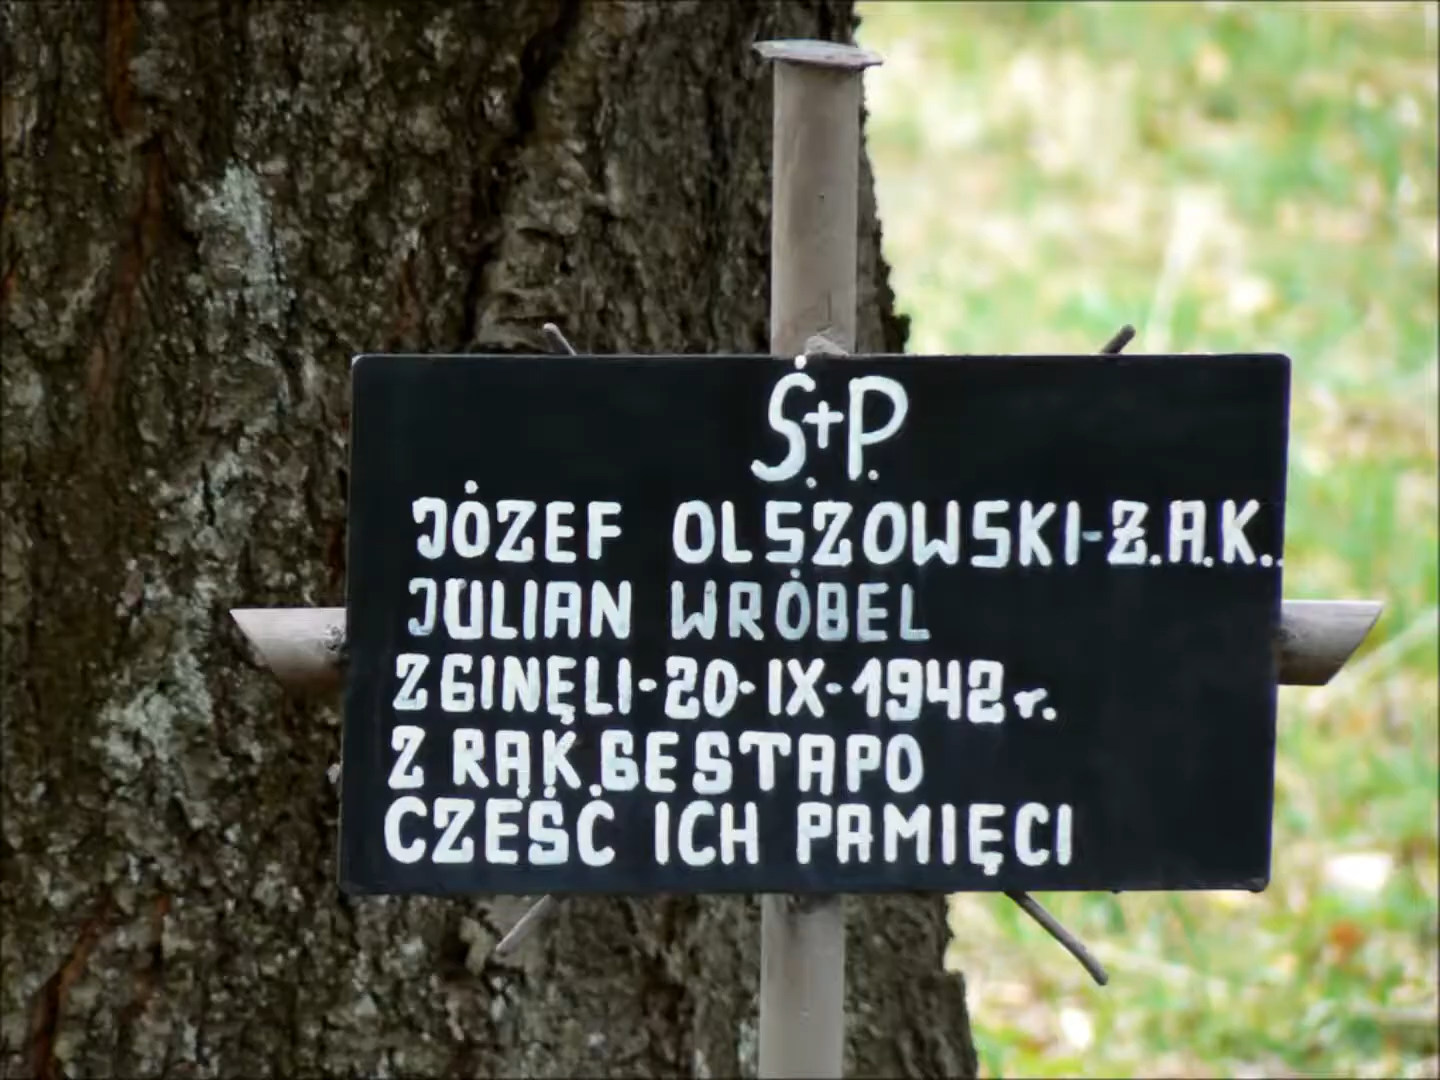 Ś.+P.
JÓZEF OLSZOWSKI-Ż.A.K..
JULIAN WRÓBEL
ZGINĘLI-20-IX-1942r.
Z RĄK GESTAPO
CZEŚĆ ICH PAMIĘCI